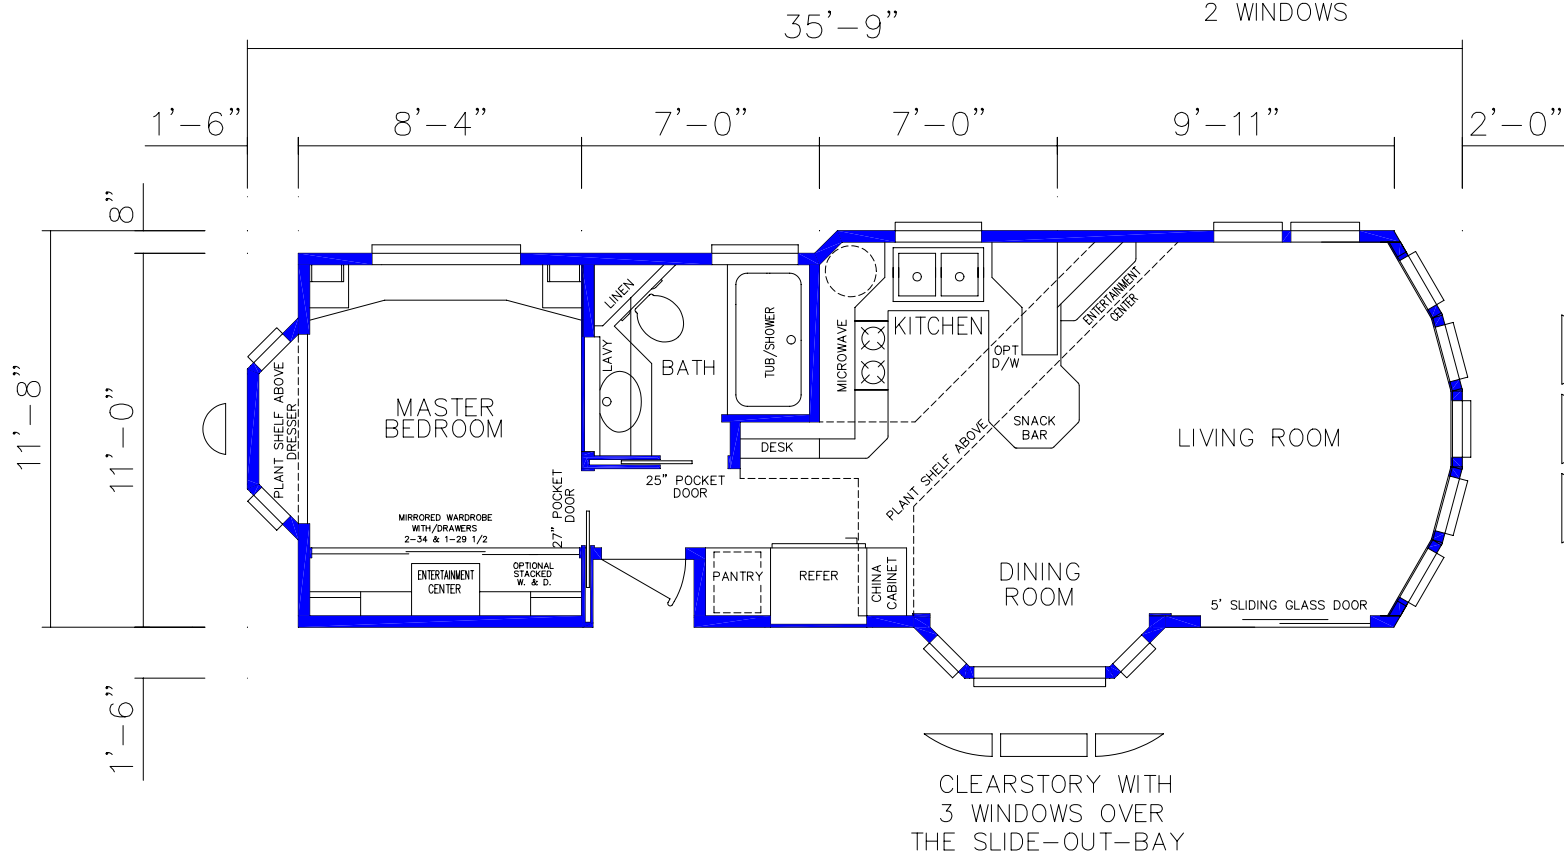 2 WINDOWS
35'-9"
1'-6"
8'-4"
7'-0"
7'-0"
9'-11"
2'-0"
8"
11'-8"
11'-0"
1'-6"
LINEN
LAVY
BATH
TUB/SHOWER
MICROWAVE
KITCHEN
OPT
D/W
ENTERTAINMENT
CENTER
PLANT SHELF ABOVE
DRESSER
MASTER
BEDROOM
DESK
SNACK
BAR
LIVING ROOM
PLANT SHELF ABOVE
25" POCKET
DOOR
27" POCKET
DOOR
MIRRORED WARDROBE
WITH/DRAWERS
2-34 & 1-29 1/2
OPTIONAL
STACKED
W. & D.
ENTERTAINMENT
CENTER
PANTRY
REFER
CHINA
CABINET
DINING
ROOM
5' SLIDING GLASS DOOR
CLEARSTORY WITH
3 WINDOWS OVER
THE SLIDE-OUT-BAY